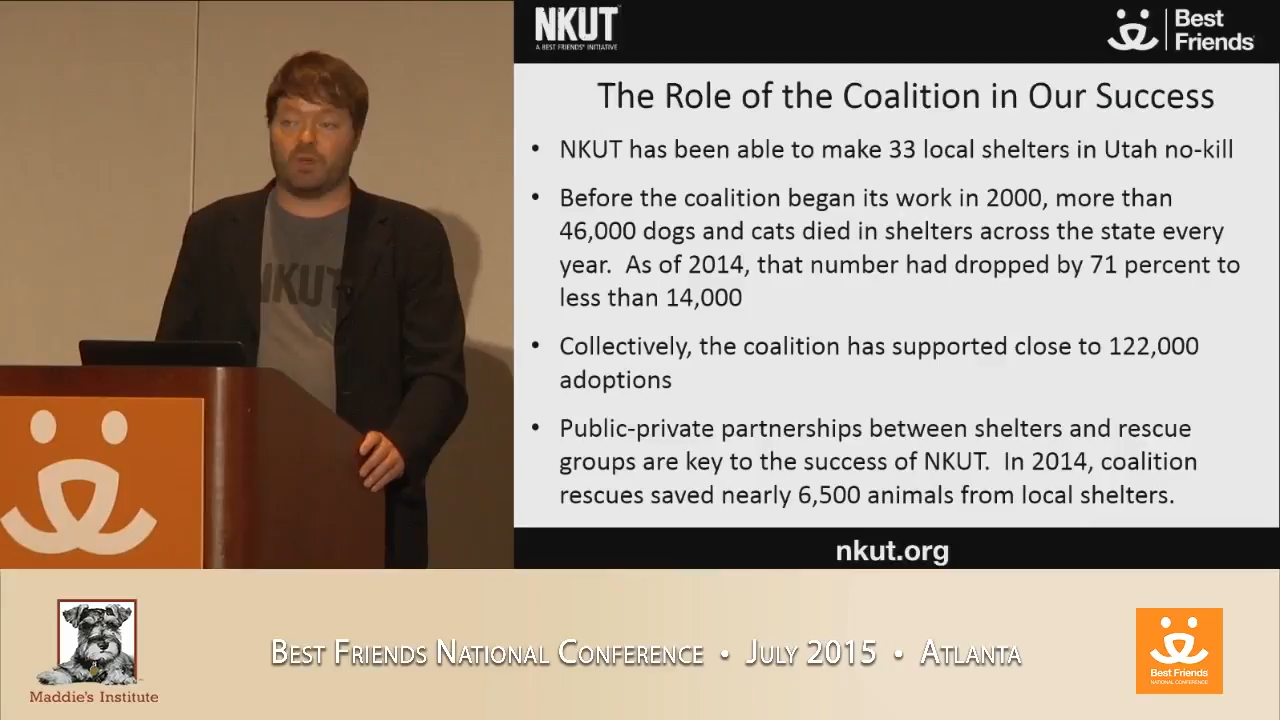 NKUT
A BEST FRIENDS' INITIATIVE
Best
Friends
The Role of the Coalition in Our Success
• NKUT has been able to make 33 local shelters in Utah no-kill
• Before the coalition began its work in 2000, more than
46,000 dogs and cats died in shelters across the state every
year. As of 2014, that number had dropped by 71 percent to
less than 14,000
• Collectively, the coalition has supported close to 122,000
adoptions
• Public-private partnerships between shelters and rescue
groups are key to the success of NKUT. In 2014, coalition
rescues saved nearly 6,500 animals from local shelters.
nkut.org
NKUT
Maddie's Institute
Best Friends National Conference • July 2015 • Atlanta
Best Friends
NATIONAL CONFERENCE